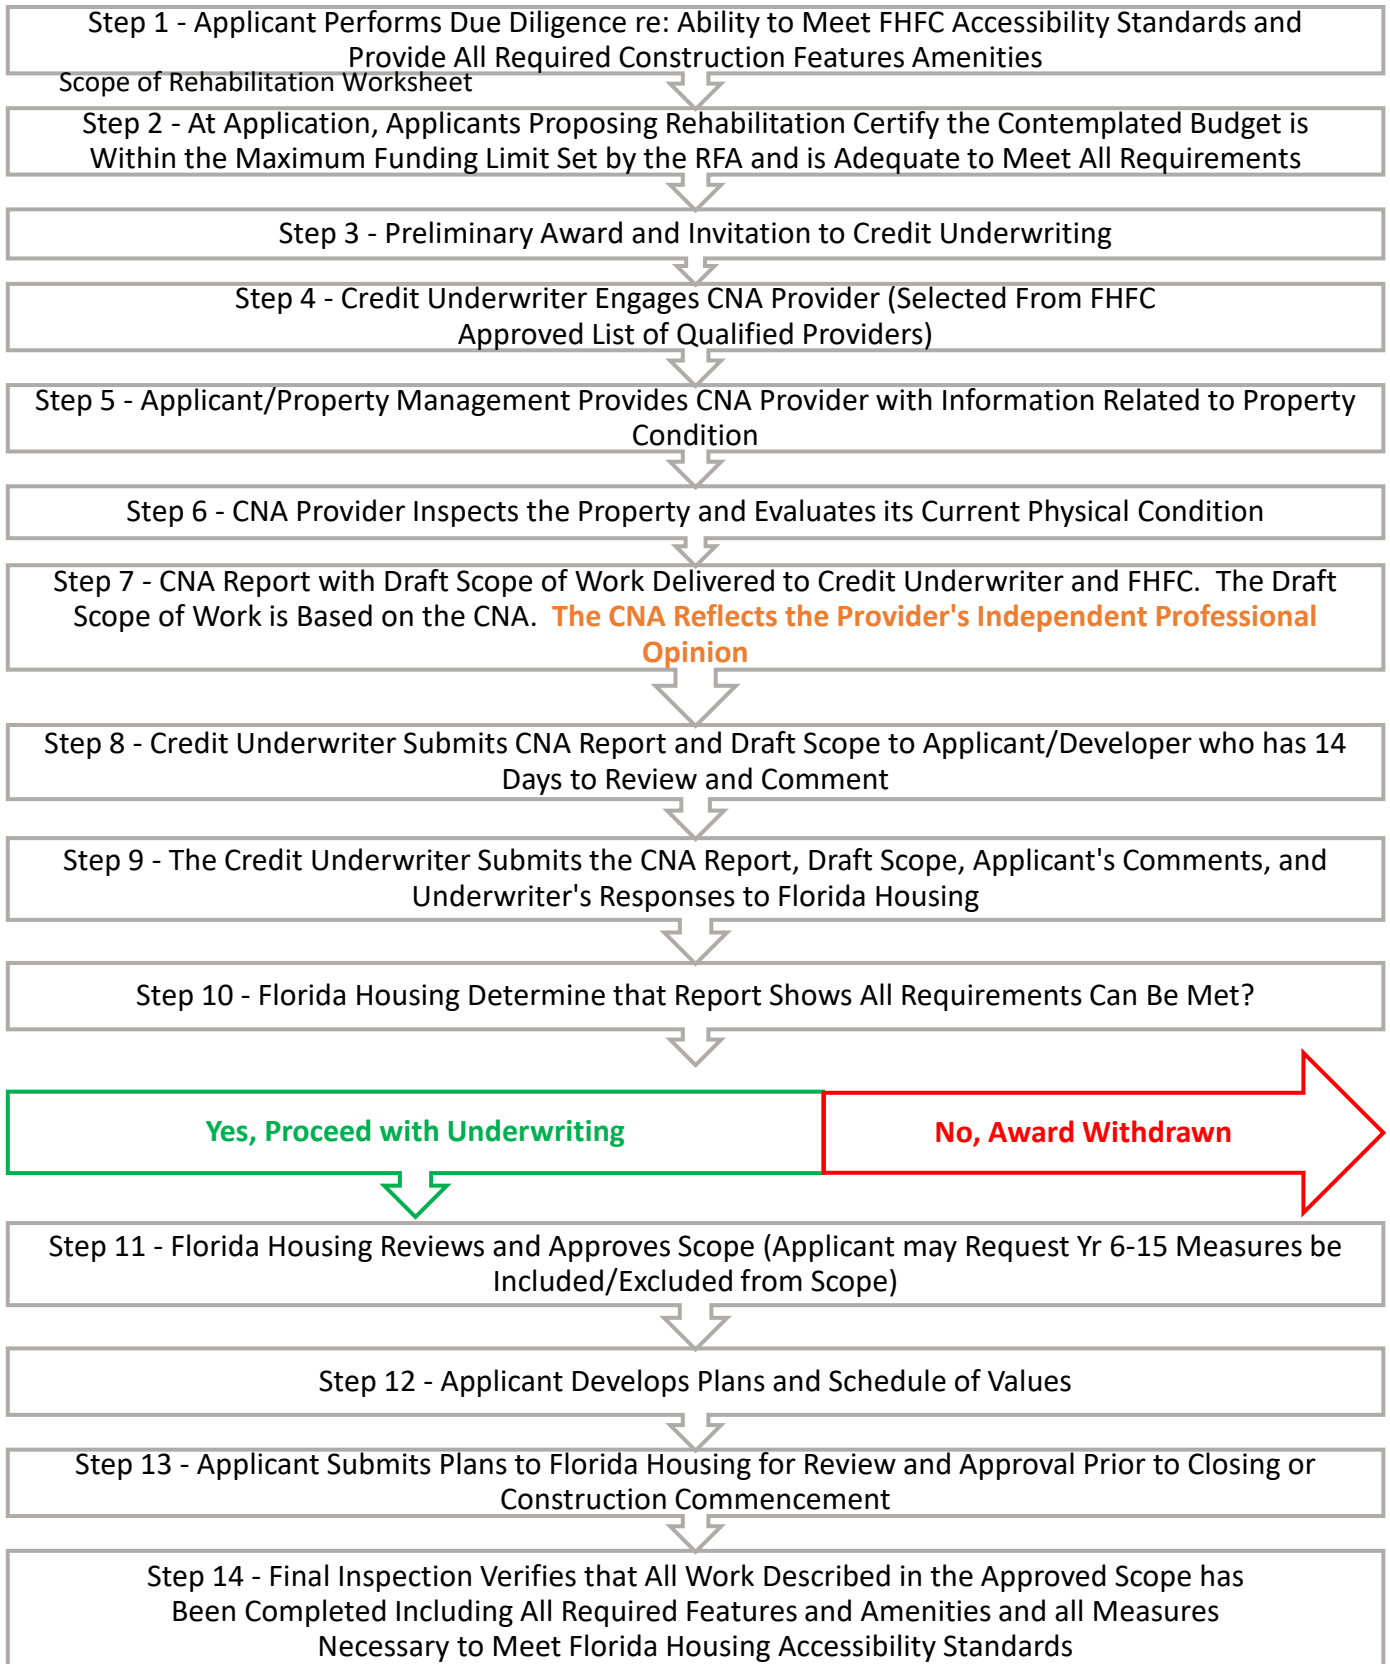 Step 1 - Applicant Performs Due Diligence re: Ability to Meet FHFC Accessibility Standards and
Provide All Required Construction Features Amenities
Scope of Rehabilitation Worksheet
Step 2 - At Application, Applicants Proposing Rehabilitation Certify the Contemplated Budget is
Within the Maximum Funding Limit Set by the RFA and is Adequate to Meet All Requirements
Step 3 - Preliminary Award and Invitation to Credit Underwriting
Step 4 - Credit Underwriter Engages CNA Provider (Selected From FHFC
Approved List of Qualified Providers)
Step 5 - Applicant/Property Management Provides CNA Provider with Information Related to Property
Condition
Step 6 - CNA Provider Inspects the Property and Evaluates its Current Physical Condition
Step 7 - CNA Report with Draft Scope of Work Delivered to Credit Underwriter and FHFC.  The Draft
Scope of Work is Based on the CNA.  The CNA Reflects the Provider's Independent Professional
Opinion
Step 8 - Credit Underwriter Submits CNA Report and Draft Scope to Applicant/Developer who has 14
Days to Review and Comment
Step 9 - The Credit Underwriter Submits the CNA Report, Draft Scope, Applicant's Comments, and
Underwriter's Responses to Florida Housing
Step 10 - Florida Housing Determine that Report Shows All Requirements Can Be Met?
Yes, Proceed with Underwriting
No, Award Withdrawn
Step 11 - Florida Housing Reviews and Approves Scope (Applicant may Request Yr 6-15 Measures be
Included/Excluded from Scope)
Step 12 - Applicant Develops Plans and Schedule of Values
Step 13 - Applicant Submits Plans to Florida Housing for Review and Approval Prior to Closing or
Construction Commencement
Step 14 - Final Inspection Verifies that All Work Described in the Approved Scope has
Been Completed Including All Required Features and Amenities and all Measures
Necessary to Meet Florida Housing Accessibility Standards